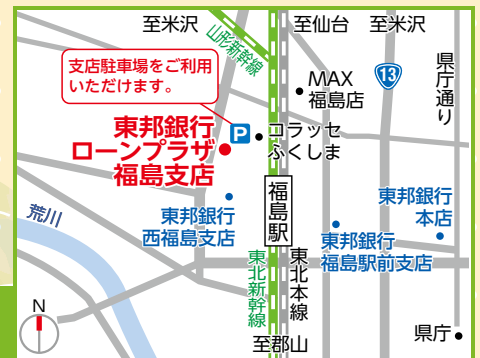 至米沢
至仙台
至米沢
山形新幹線
13
県庁通り
支店駐車場をご利用
いただけます。
MAX
福島店
P
コラッセ
ふくしま
東邦銀行
ローンプラザ
福島支店
福島駅
東邦銀行
本店
荒川
東邦銀行
西福島支店
東邦銀行
福島駅前支店
東北新幹線
東北本線
N
県庁
至郡山